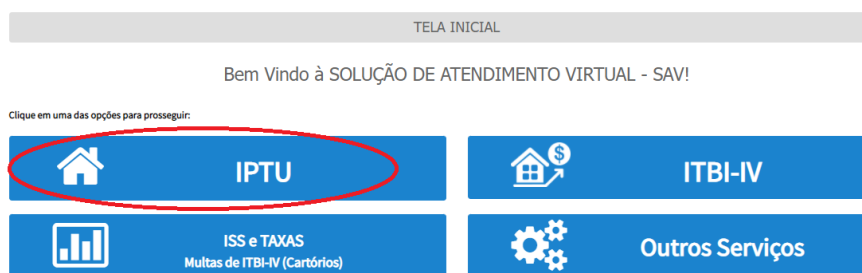 TELA INICIAL
Bem Vindo à SOLUÇÃO DE ATENDIMENTO VIRTUAL - SAV!
Clique em uma das opções para prosseguir:
IPTU
ITBI-IV
ISS e TAXAS
Multas de ITBI-IV (Cartórios)
Outros Serviços